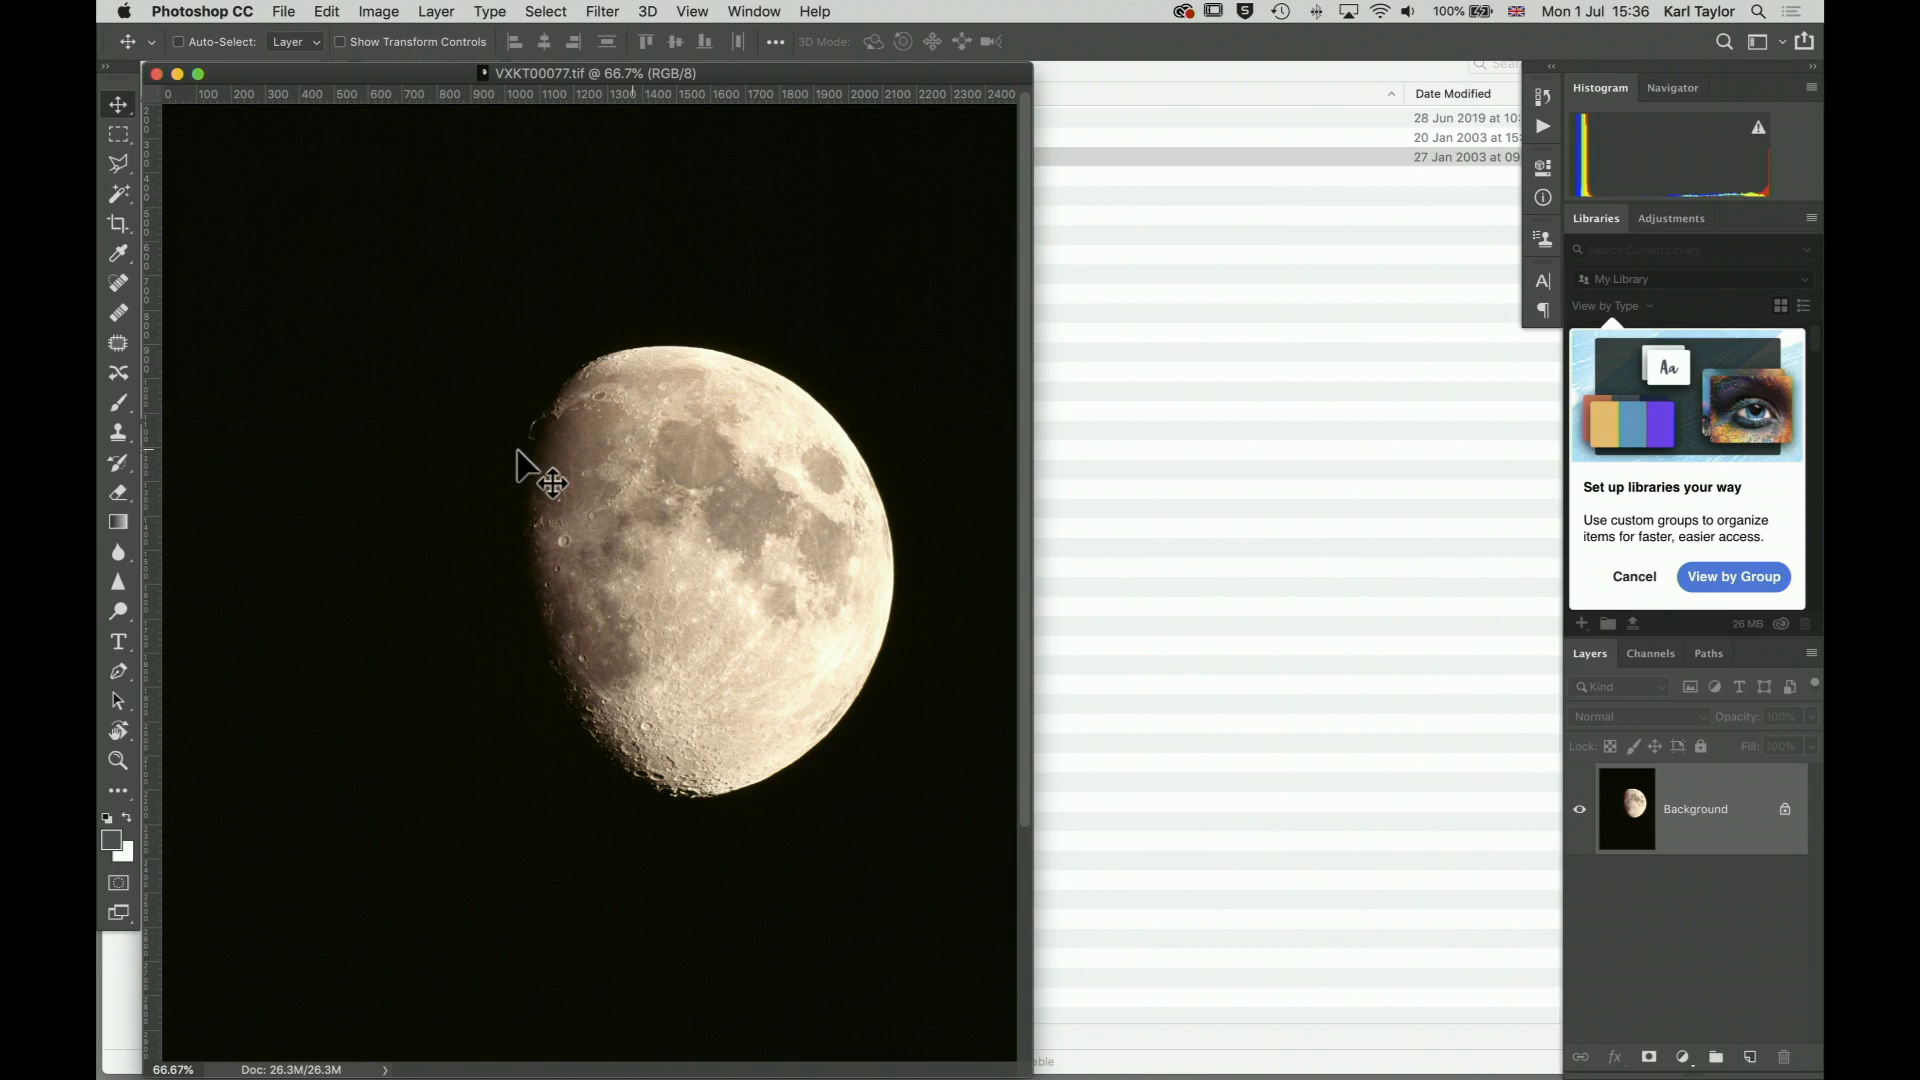 Photoshop CC File Edit Image Layer Type Select Filter 3D View Window Help 100% Mon 1 Jul 15:36 Karl Taylor
Auto-Select: Layer Show Transform Controls 3D Mode:
VXKT00077.tif @ 66.7% (RGB/8)
0 100 200 300 400 500 600 700 800 900 1000 1100 1200 1300 1400 1500 1600 1700 1800 1900 2000 2100 2200 2300 2400
Date Modified
28 Jun 2019 at 10:
20 Jan 2003 at 15:
27 Jan 2003 at 09
Histogram Navigator
Libraries Adjustments
Search Current Library
My Library
View by Type
Aa
Set up libraries your way
Use custom groups to organize
items for faster, easier access.
Cancel View by Group
26 MB
Layers Channels Paths
Kind
Normal Opacity: 100%
Lock: Fill: 100%
Background
66.67% Doc: 26.3M/26.3M